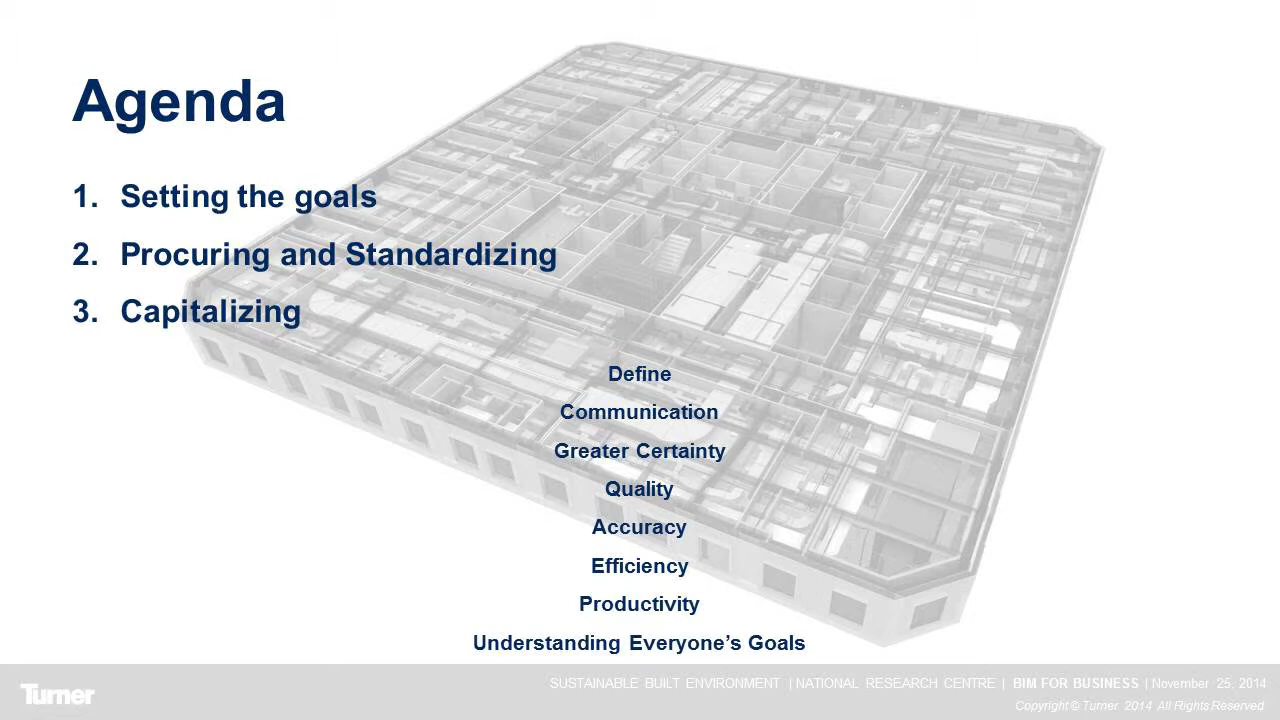 Agenda
1. Setting the goals
2. Procuring and Standardizing
3. Capitalizing
Define
Communication
Greater Certainty
Quality
Accuracy
Efficiency
Productivity
Understanding Everyone’s Goals
Turner
SUSTAINABLE BUILT ENVIRONMENT | NATIONAL RESEARCH CENTRE | BIM FOR BUSINESS | November 25. 2014
Copyright © Turner 2014 All Rights Reserved